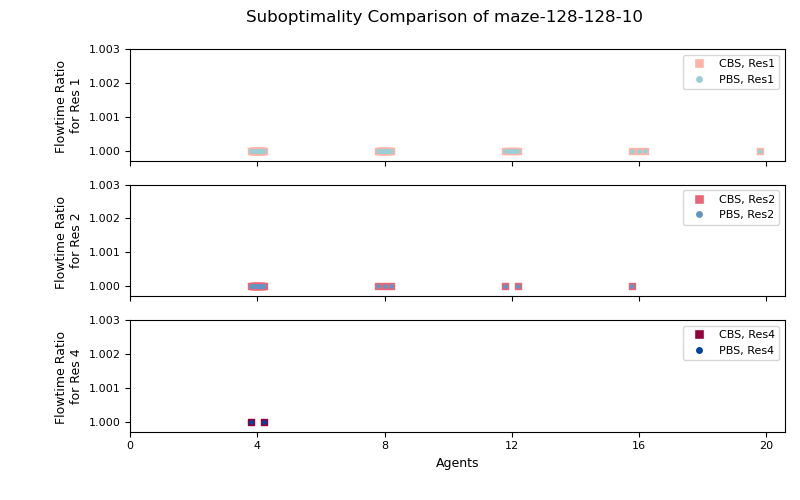 Suboptimality Comparison of maze-128-128-10
Flowtime Ratio
for Res 1
1.003
1.002
1.001
1.000
CBS, Res1
PBS, Res1
Flowtime Ratio
for Res 2
1.003
1.002
1.001
1.000
CBS, Res2
PBS, Res2
Flowtime Ratio
for Res 4
1.003
1.002
1.001
1.000
CBS, Res4
PBS, Res4
0 4 8 12 16 20
Agents